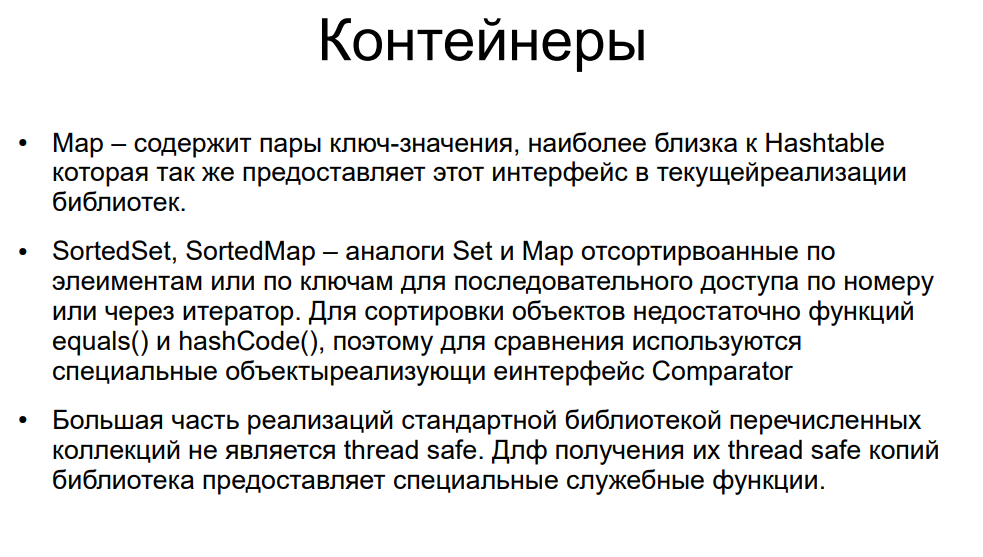 Контейнеры
• Map – содержит пары ключ-значения, наиболее близка к Hashtable
которая так же предоставляет этот интерфейс в текущейреализации
библиотек.
• SortedSet, SortedMap – аналоги Set и Map отсортирвоанные по
элеиментам или по ключам для последовательного доступа по номеру
или через итератор. Для сортировки объектов недостаточно функций
equals() и hashCode(), поэтому для сравнения используются
специальные объектыреализующи еинтерфейс Comparator
• Большая часть реализаций стандартной библиотекой перечисленных
коллекций не является thread safe. Длф получения их thread safe копий
библиотека предоставляет специальные служебные функции.